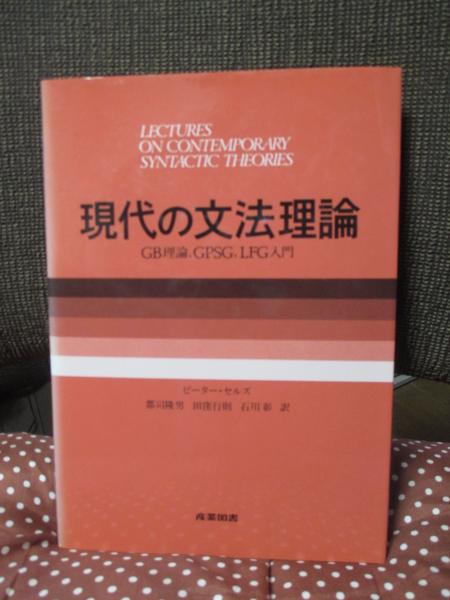 LECTURES
ON CONTEMPORARY
SYNTACTIC THEORIES
現代の文法理論
GB理論, GPSG, LFG入門
ピーター・セルズ
郡司隆男 田窪行則 石川彰 訳
産業図書